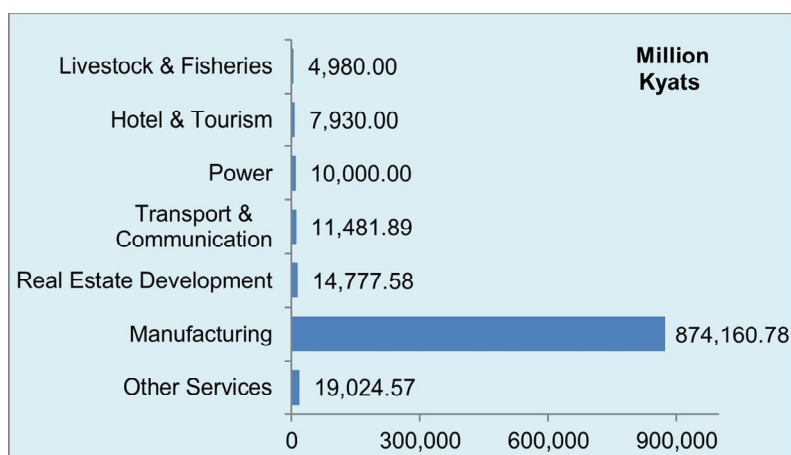 Million
Kyats
Livestock & Fisheries 4,980.00
Hotel & Tourism 7,930.00
Power 10,000.00
Transport &
Communication 11,481.89
Real Estate Development 14,777.58
Manufacturing 874,160.78
Other Services 19,024.57
0 300,000 600,000 900,000